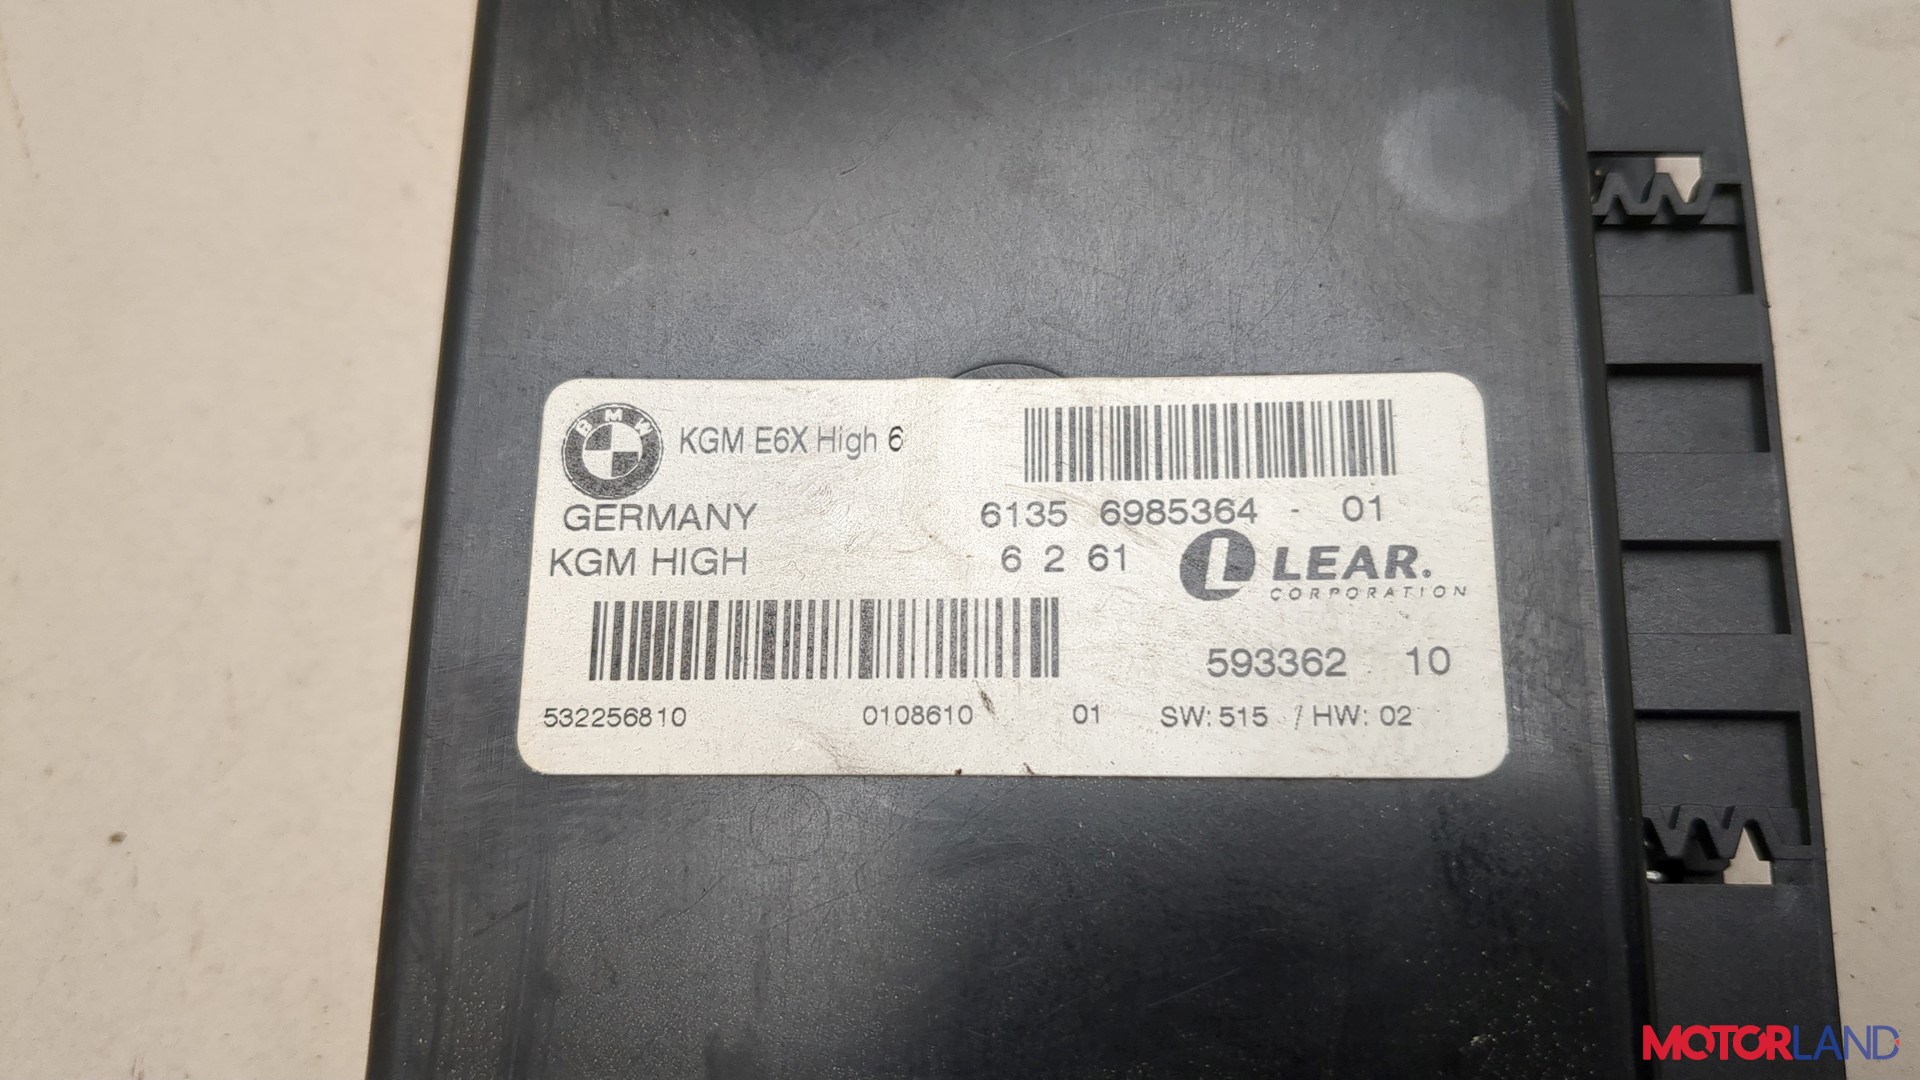 BMW
KGM E6X High 6
GERMANY
6135 6985364 - 01
KGM HIGH
6 2 61
L LEAR.
CORPORATION
593362 10
532256810 0108610 01 SW: 515 / HW: 02
MOTORLAND